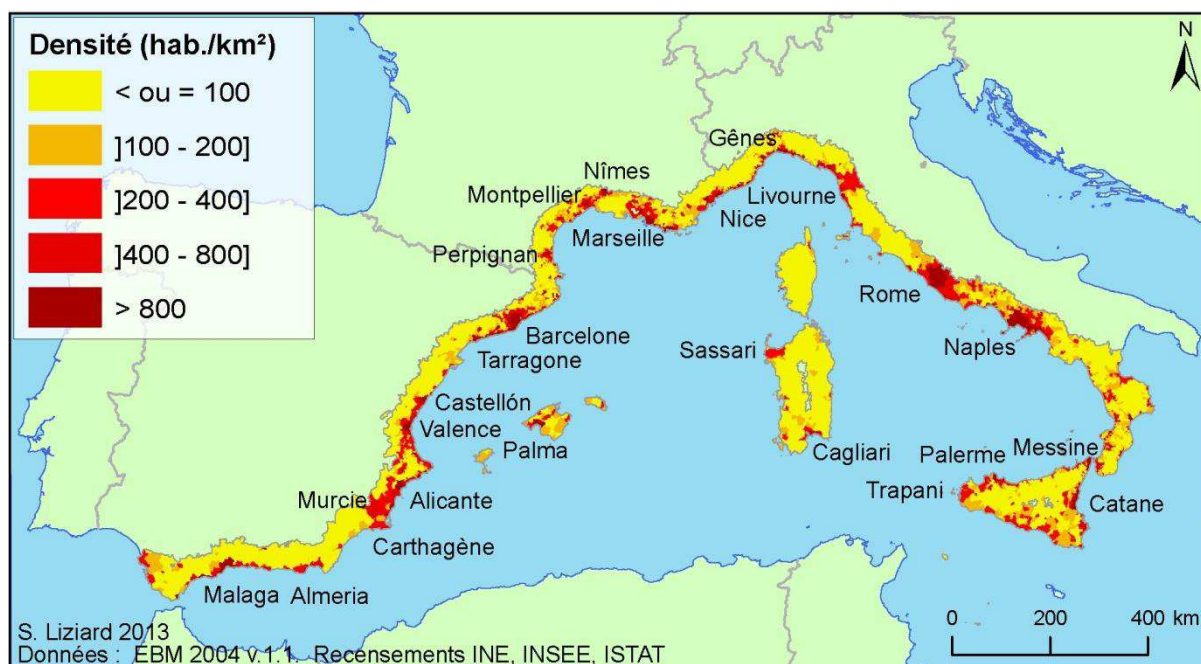 Densité (hab./km²)
< ou = 100
]100 - 200]
]200 - 400]
]400 - 800]
> 800
N
Gênes
Nîmes
Montpellier
Livourne
Nice
Marseille
Perpignan
Rome
Barcelone
Naples
Sassari
Tarragone
Castellón
Valence
Palma
Cagliari
Messine
Palerme
Trapani
Murcie
Alicante
Catane
Carthagène
Malaga
Almeria
0 200 400 km
S. Liziard 2013
Données : EBM 2004 v.1.1. Recensements INE, INSEE, ISTAT